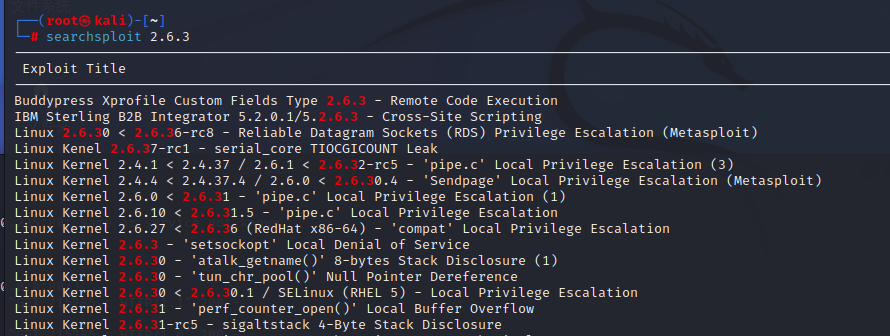 文件系统
┌──(root㉿kali)-[~]
└─# searchsploit 2.6.3
Exploit Title
Buddypress Xprofile Custom Fields Type 2.6.3 - Remote Code Execution
IBM Sterling B2B Integrator 5.2.0.1/5.2.6.3 - Cross-Site Scripting
Linux 2.6.30 < 2.6.36-rc8 - Reliable Datagram Sockets (RDS) Privilege Escalation (Metasploit)
Linux Kenel 2.6.37-rc1 - serial_core TIOCGICOUNT Leak
Linux Kernel 2.4.1 < 2.4.37 / 2.6.1 < 2.6.32-rc5 - 'pipe.c' Local Privilege Escalation (3)
Linux Kernel 2.4.4 < 2.4.37.4 / 2.6.0 < 2.6.30.4 - 'Sendpage' Local Privilege Escalation (Metasploit)
Linux Kernel 2.6.0 < 2.6.31 - 'pipe.c' Local Privilege Escalation (1)
Linux Kernel 2.6.10 < 2.6.31.5 - 'pipe.c' Local Privilege Escalation
Linux Kernel 2.6.27 < 2.6.36 (RedHat x86-64) - 'compat' Local Privilege Escalation
Linux Kernel 2.6.3 - 'setsockopt' Local Denial of Service
Linux Kernel 2.6.30 - 'atalk_getname()' 8-bytes Stack Disclosure (1)
Linux Kernel 2.6.30 - 'tun_chr_pool()' Null Pointer Dereference
Linux Kernel 2.6.30 < 2.6.30.1 / SELinux (RHEL 5) - Local Privilege Escalation
Linux Kernel 2.6.31 - 'perf_counter_open()' Local Buffer Overflow
Linux Kernel 2.6.31-rc5 - sigaltstack 4-Byte Stack Disclosure